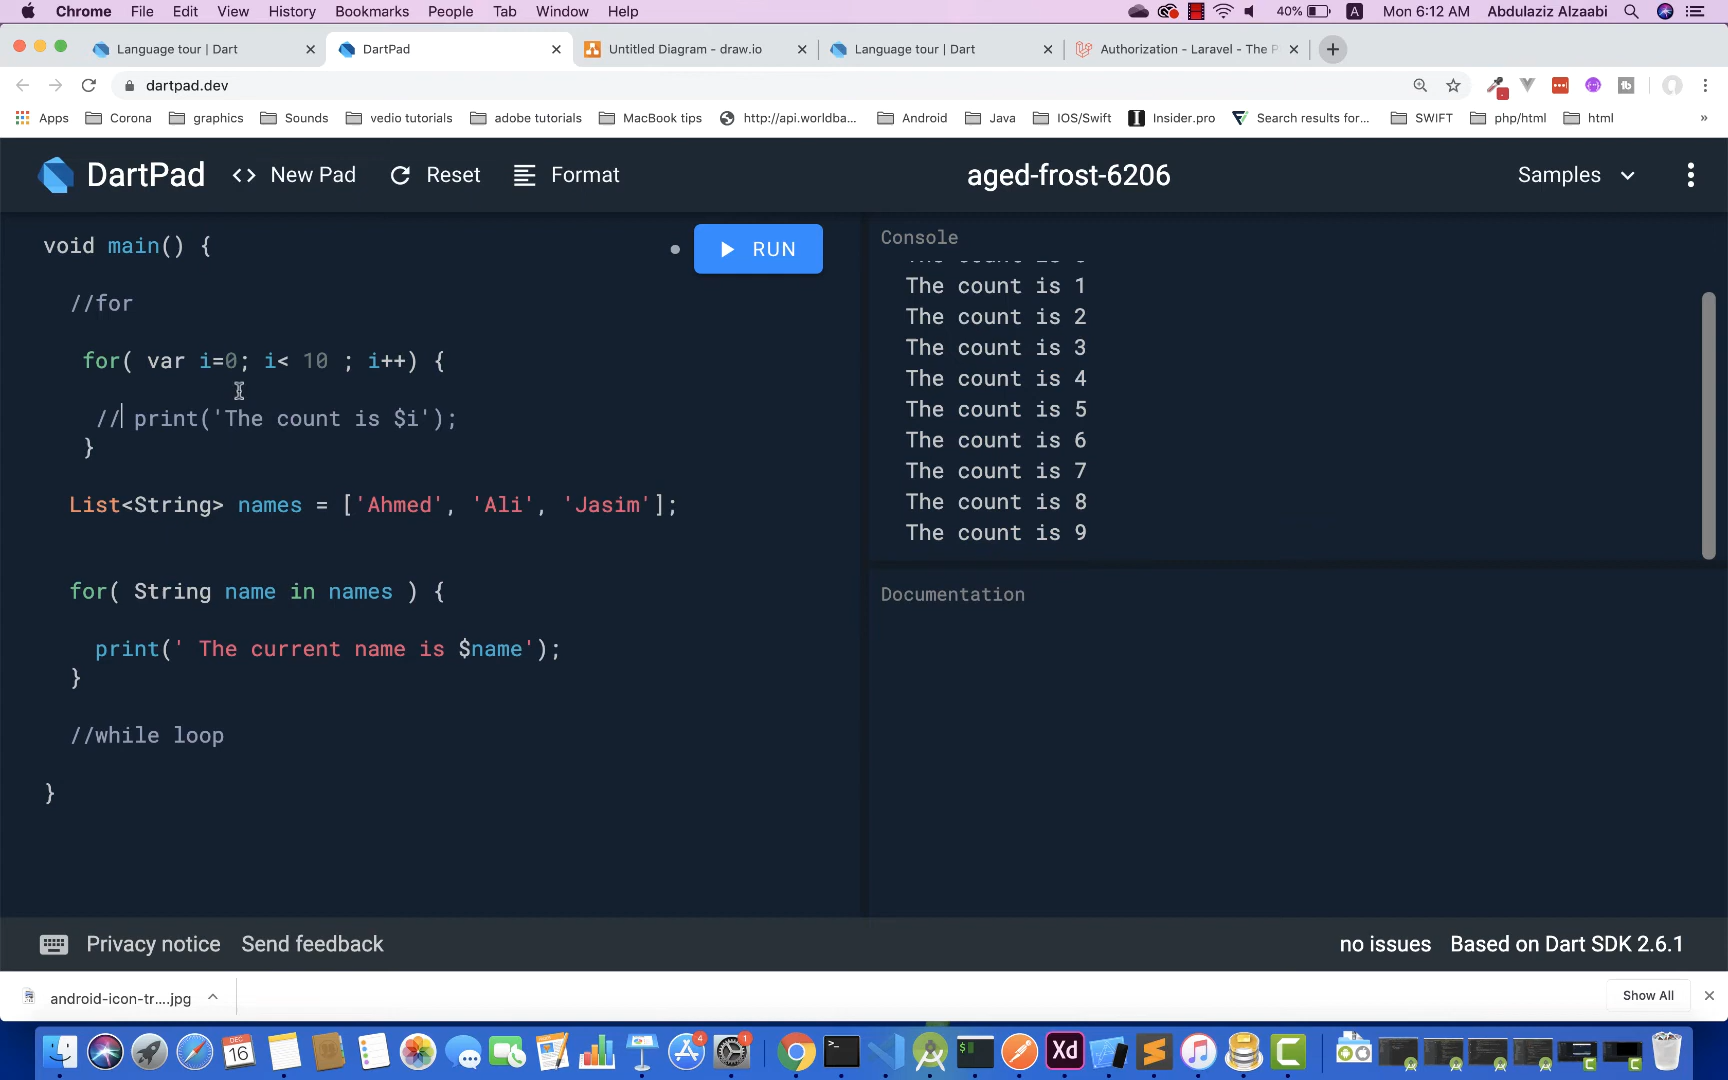 Chrome File Edit View History Bookmarks People Tab Window Help 40% A Mon 6:12 AM Abdulaziz Alzaabi
Language tour | Dart DartPad Untitled Diagram - draw.io Language tour | Dart Authorization - Laravel - The P
dartpad.dev
Apps Corona graphics Sounds vedio tutorials adobe tutorials MacBook tips http://api.worldba... Android Java IOS/Swift Insider.pro Search results for... SWIFT php/html html »
DartPad <> New Pad Reset Format aged-frost-6206 Samples
void main() {
RUN
//for
for( var i=0; i< 10 ; i++) {
// print('The count is $i');
}
List<String> names = ['Ahmed', 'Ali', 'Jasim'];
for( String name in names ) {
print(' The current name is $name');
}
//while loop
}
Console
The count is 1
The count is 2
The count is 3
The count is 4
The count is 5
The count is 6
The count is 7
The count is 8
The count is 9
Documentation
Privacy notice Send feedback no issues Based on Dart SDK 2.6.1
android-icon-tr....jpg Show All
DEC 16 4 1 Xd